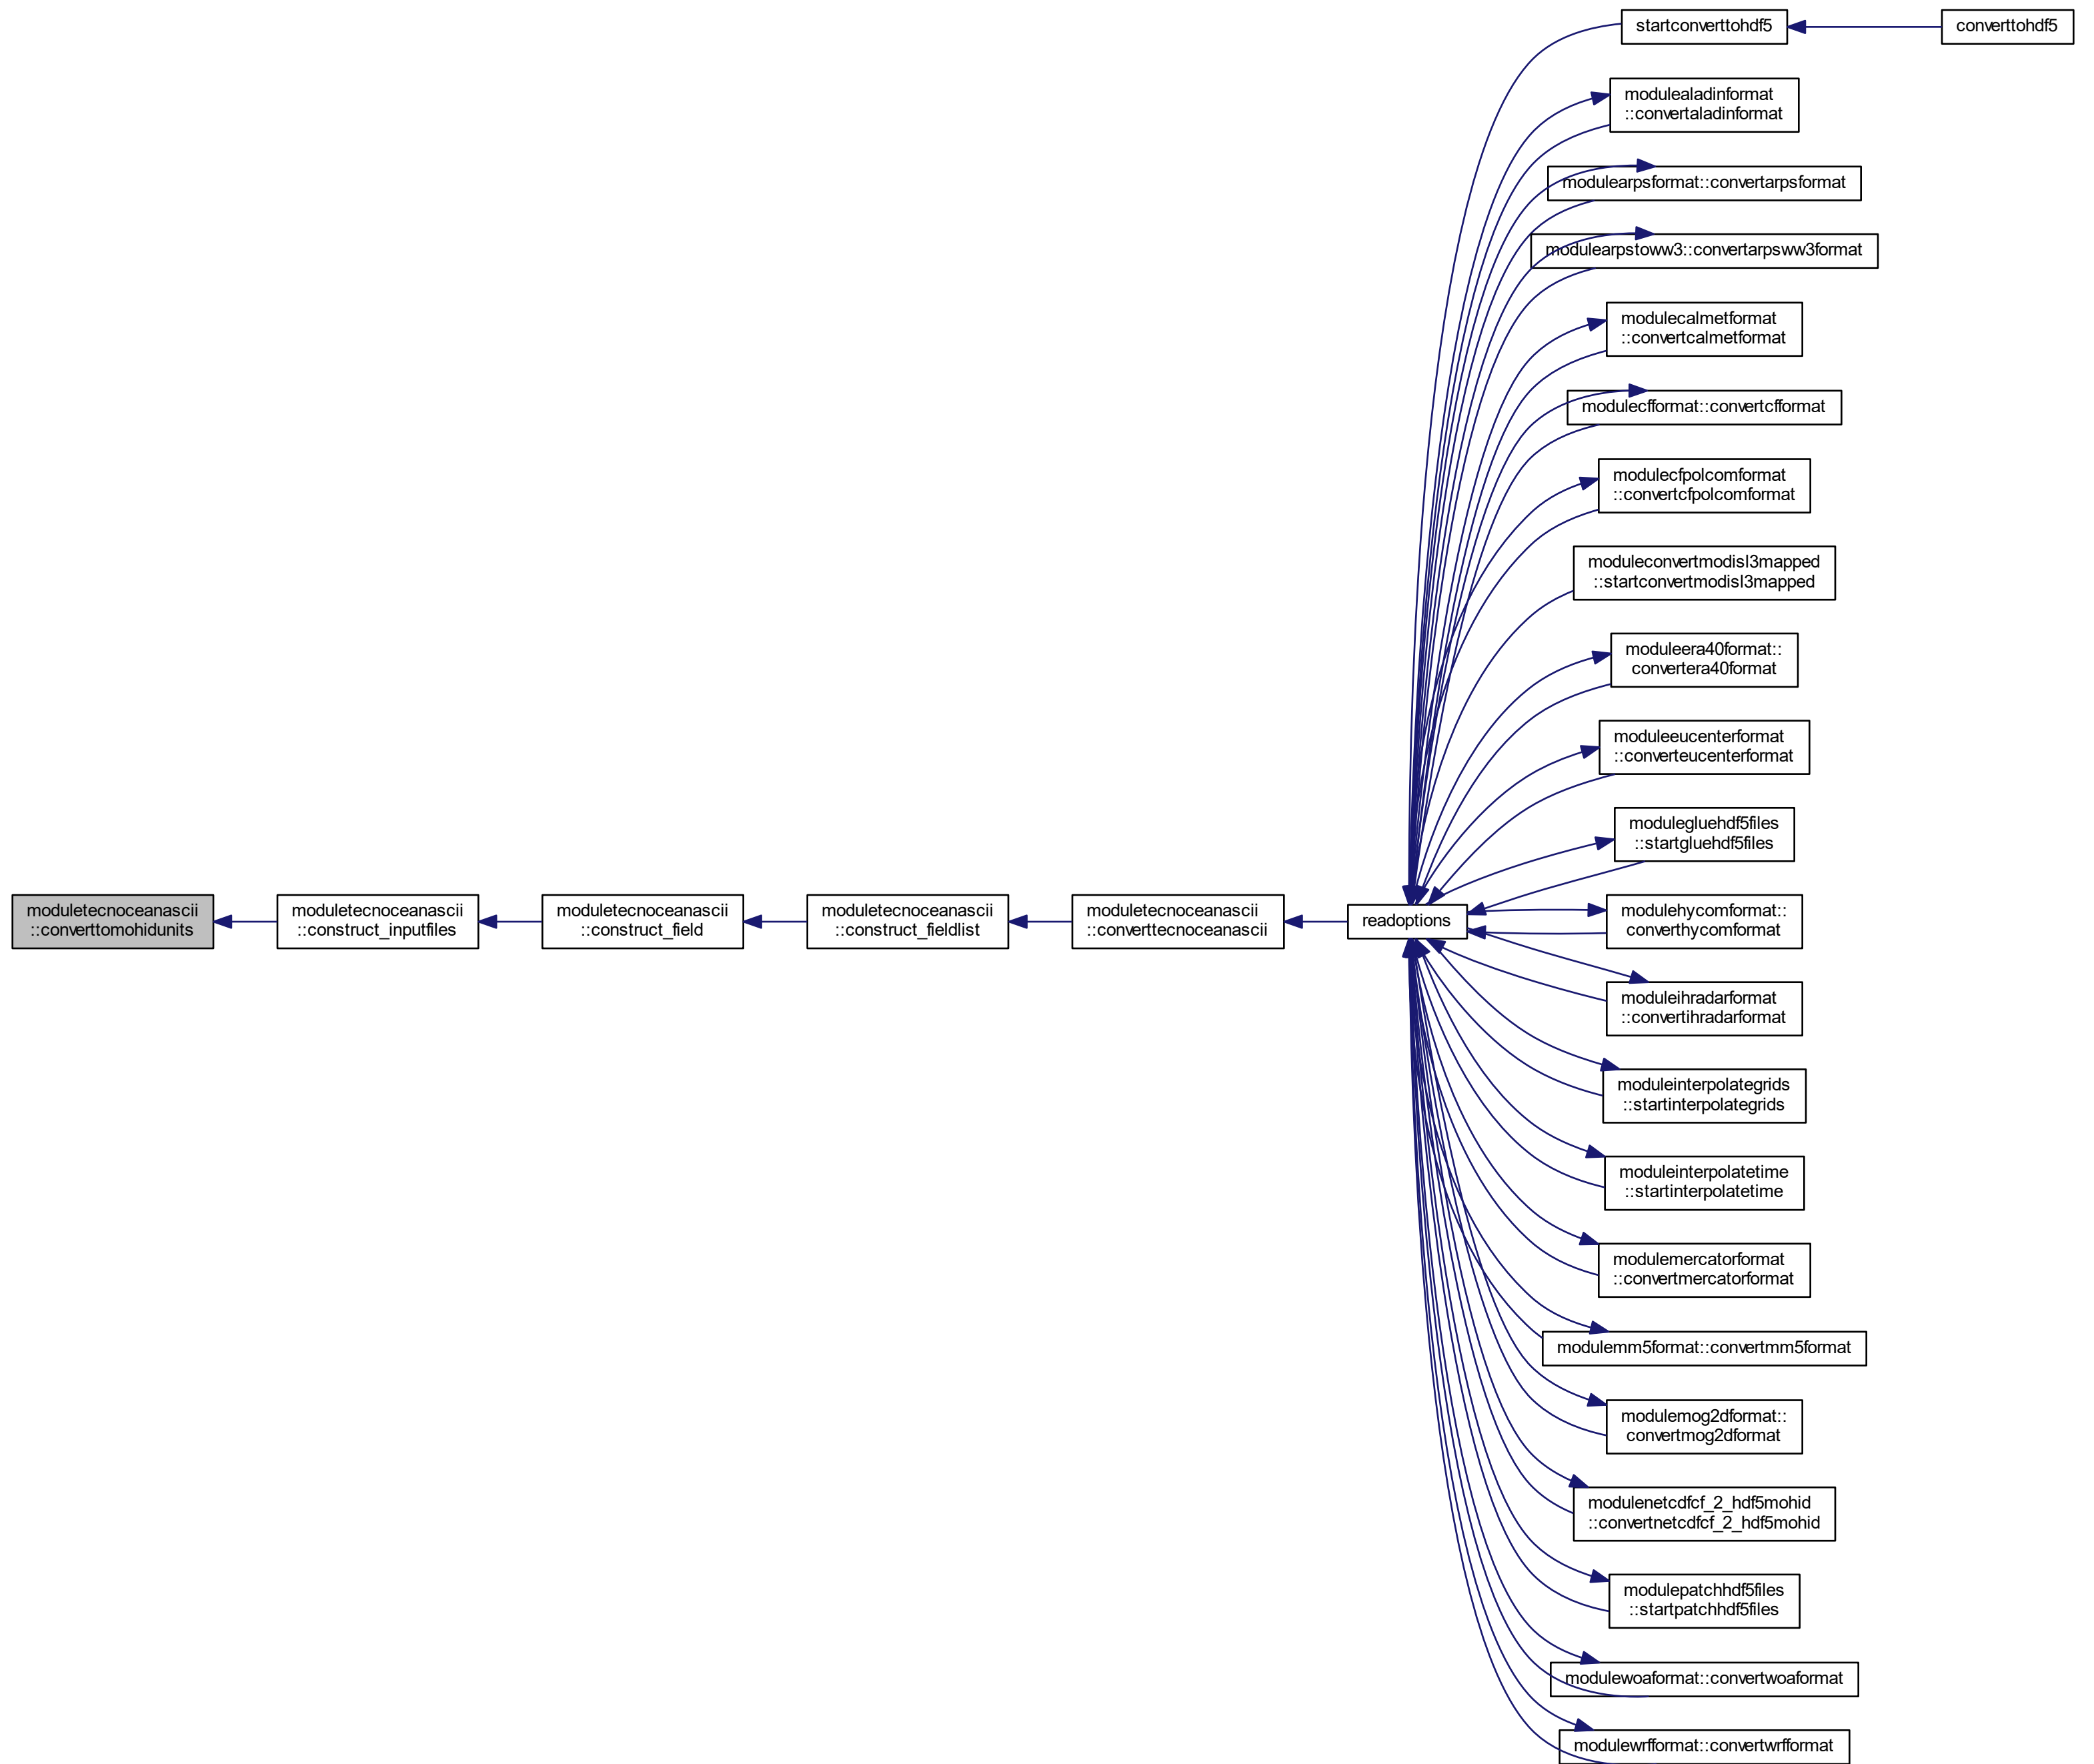 startconverttohdf5
converttohdf5
modulealadinformat
::convertaladinformat
modulearpsformat::convertarpsformat
modulearpstoww3::convertarpsww3format
modulecalmetformat
::convertcalmetformat
modulecfformat::convertcfformat
modulecfpolcomformat
::convertcfpolcomformat
moduleconvertmodisl3mapped
::startconvertmodisl3mapped
moduleera40format::
convertera40format
moduleeucenterformat
::converteucenterformat
modulegluehdf5files
::startgluehdf5files
moduletecnoceanascii
::converttomohidunits
moduletecnoceanascii
::construct_inputfiles
moduletecnoceanascii
::construct_field
moduletecnoceanascii
::construct_fieldlist
moduletecnoceanascii
::converttecnoceanascii
readoptions
modulehycomformat::
converthycomformat
moduleihradarformat
::convertihradarformat
moduleinterpolategrids
::startinterpolategrids
moduleinterpolatetime
::startinterpolatetime
modulemercatorformat
::convertmercatorformat
modulemm5format::convertmm5format
modulemog2dformat::
convertmog2dformat
modulenetcdfcf_2_hdf5mohid
::convertnetcdfcf_2_hdf5mohid
modulepatchhdf5files
::startpatchhdf5files
modulewoaformat::convertwoaformat
modulewrfformat::convertwrfformat